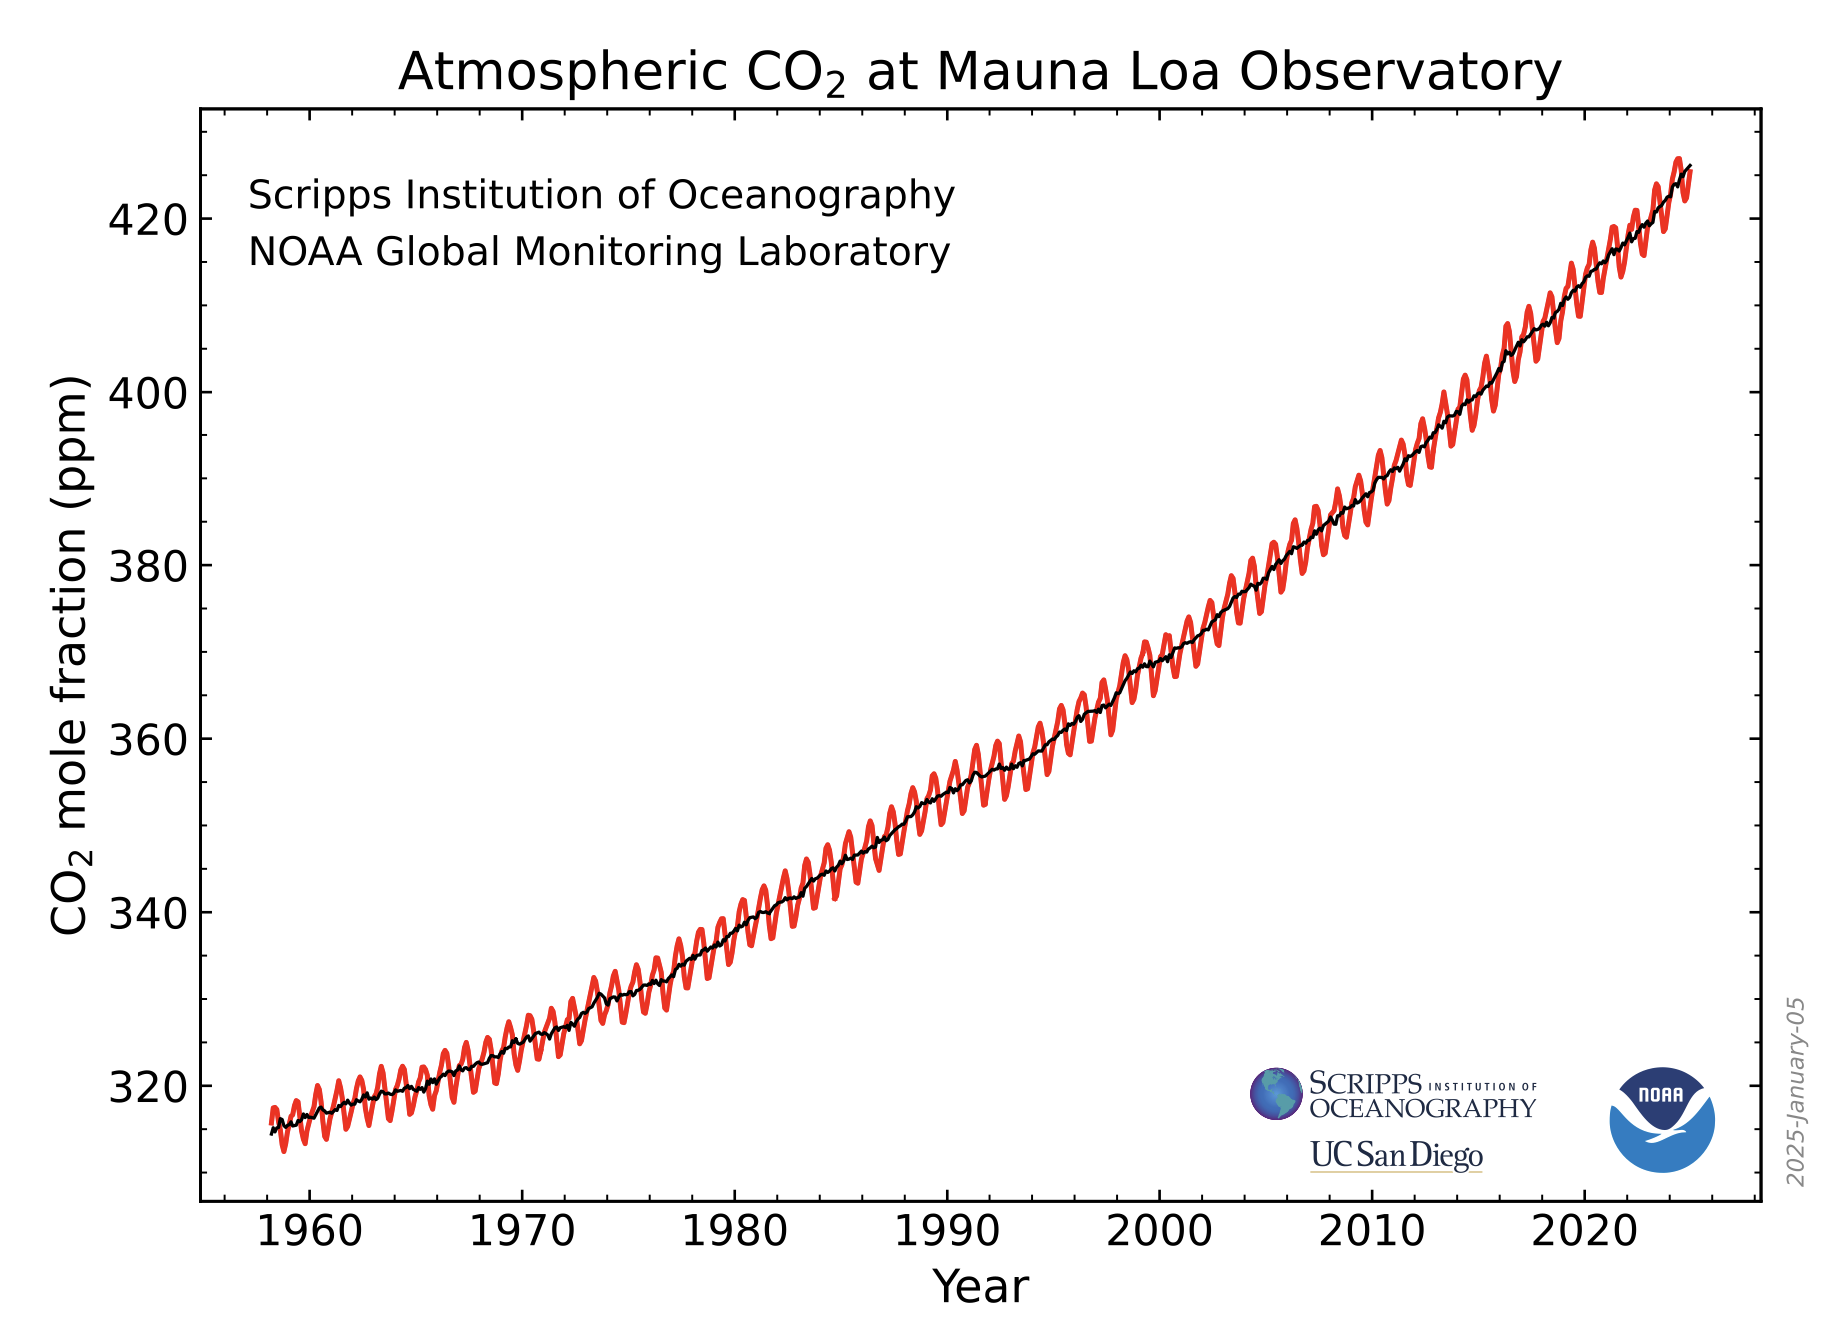 Atmospheric CO₂ at Mauna Loa Observatory
Scripps Institution of Oceanography
NOAA Global Monitoring Laboratory
CO₂ mole fraction (ppm)
420
400
380
360
340
320
1960 1970 1980 1990 2000 2010 2020
Year
SCRIPPS INSTITUTION OF
OCEANOGRAPHY
UC San Diego
NOAA
2025-January-05